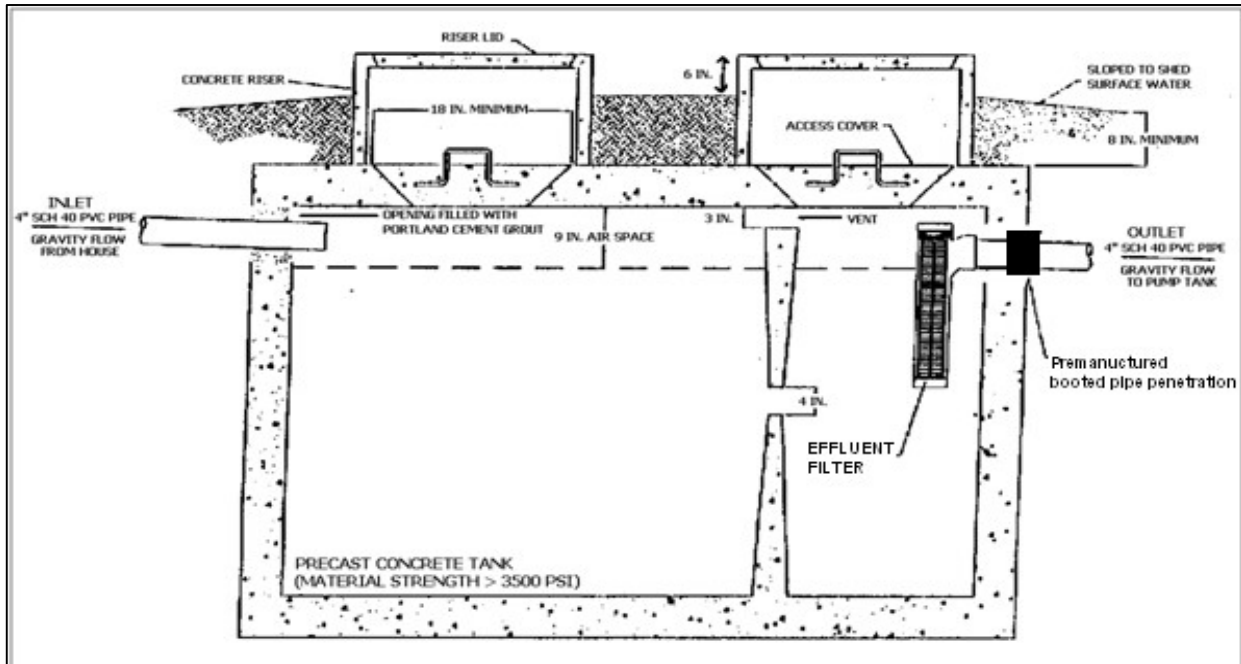 RISER LID
CONCRETE RISER
6 IN.
SLOPED TO SHED
SURFACE WATER
18 IN. MINIMUM
ACCESS COVER
8 IN. MINIMUM
INLET
4" SCH 40 PVC PIPE
GRAVITY FLOW
FROM HOUSE
OPENING FILLED WITH
PORTLAND CEMENT GROUT
9 IN. AIR SPACE
3 IN.
VENT
OUTLET
4" SCH 40 PVC PIPE
GRAVITY FLOW
TO PUMP TANK
Premanuctured
booted pipe penetration
4 IN.
EFFLUENT
FILTER
PRECAST CONCRETE TANK
(MATERIAL STRENGTH > 3500 PSI)